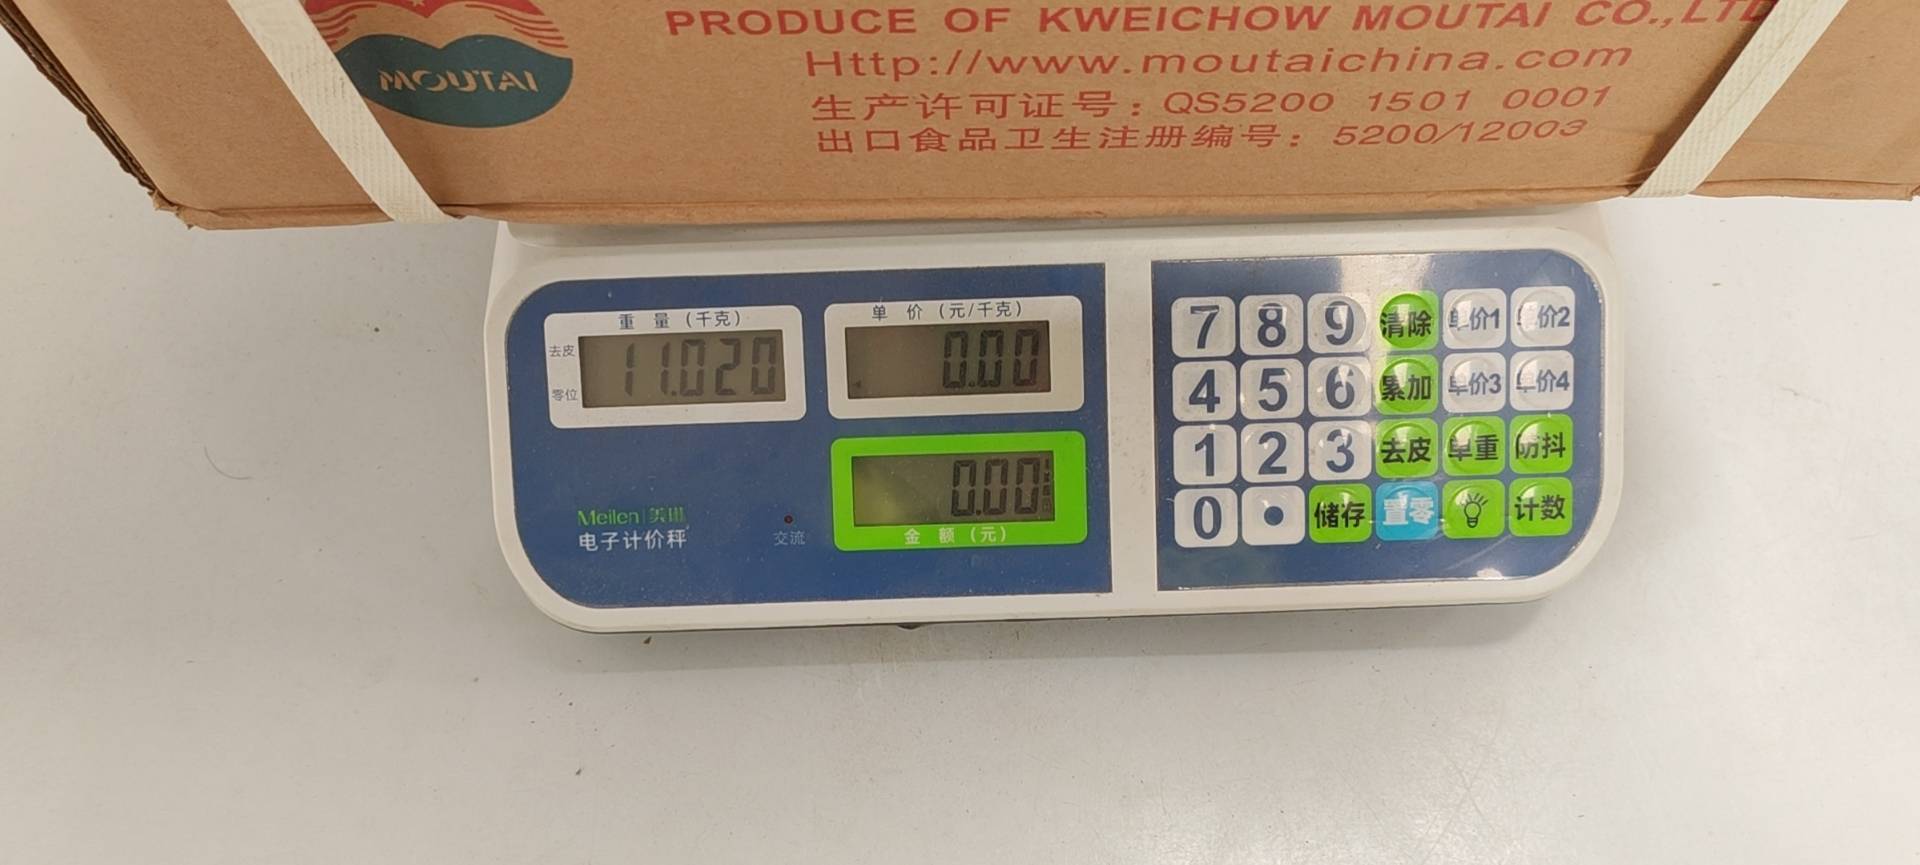 PRODUCE OF KWEICHOW MOUTAI CO.,LTD
MOUTAI
Http://www.moutaichina.com
生产许可证号：QS5200 1501 0001
出口食品卫生注册编号：5200/12003
重 量（千克）
去皮
11.020
零位
单 价（元/千克）
0.00
0.00
金 额（元）
Meilen
电子计价秤
交流
7 8 9 清除 单价1 单价2
4 5 6 累加 单价3 单价4
1 2 3 去皮 单重 防抖
0 • 储存 置零 计数